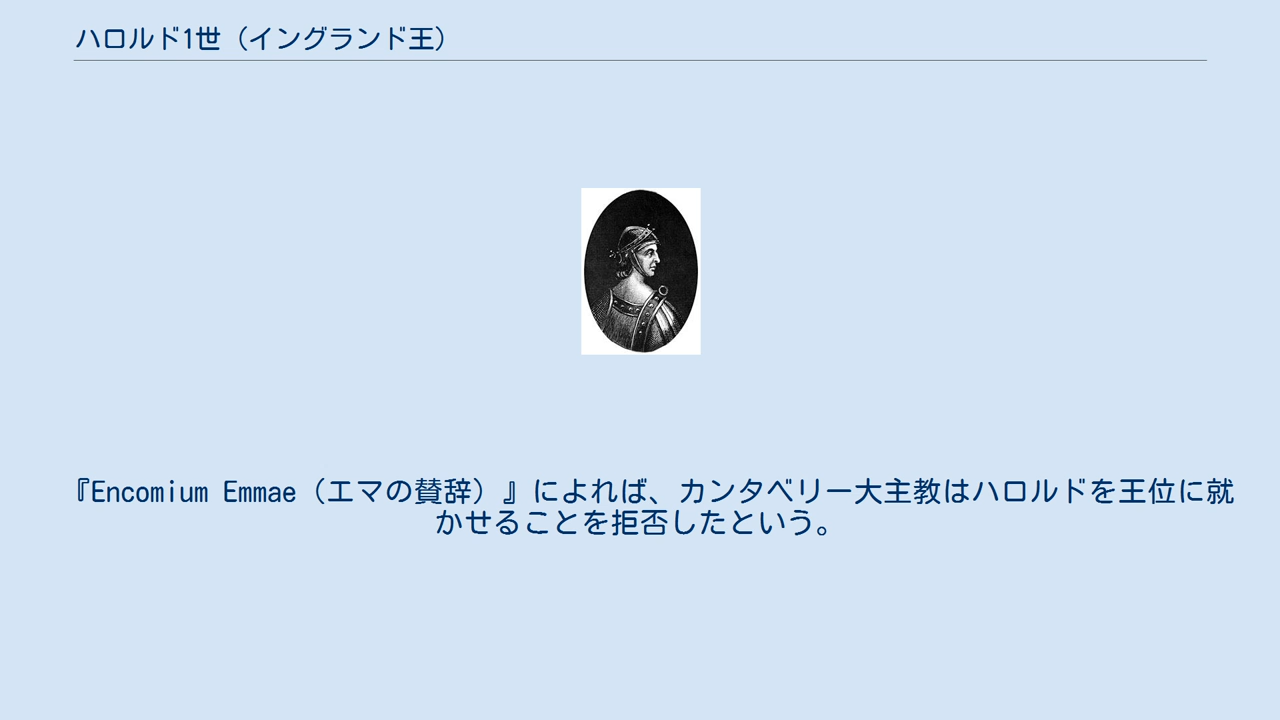 ハロルド1世（イングランド王）
『Encomium Emmae（エマの賛辞）』によれば、カンタベリー大主教はハロルドを王位に就
かせることを拒否したという。